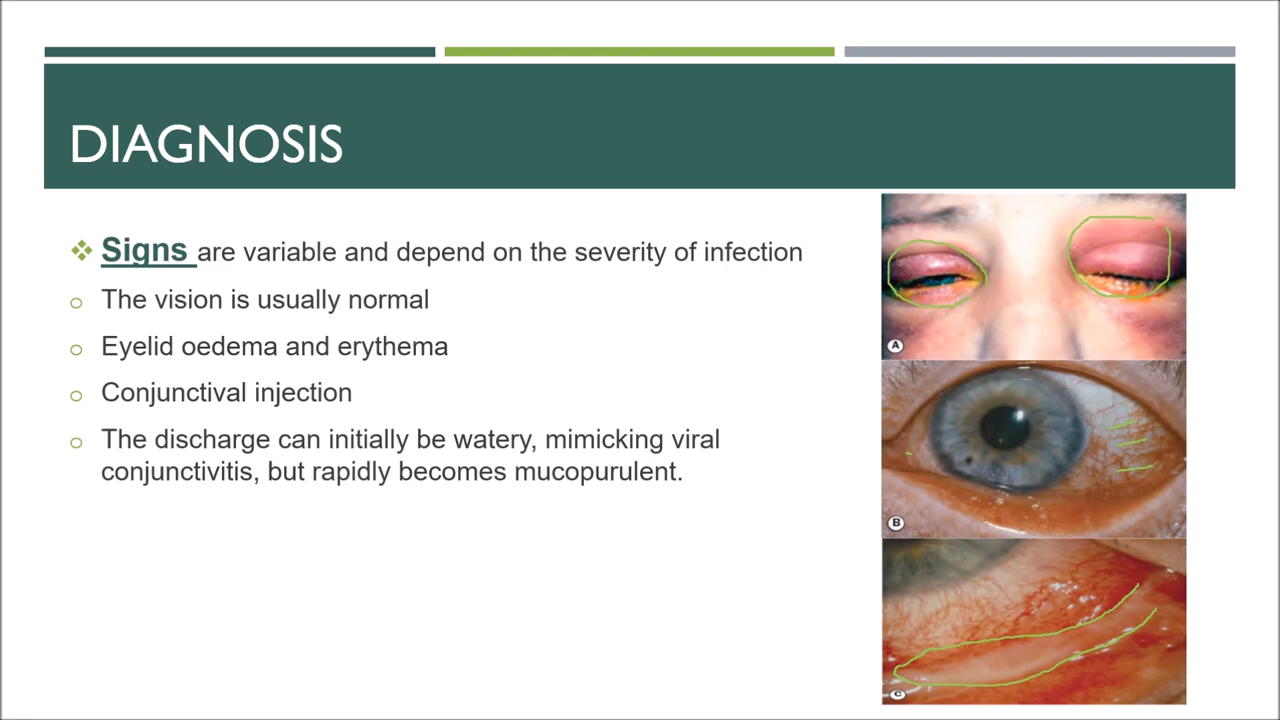 DIAGNOSIS
Signs are variable and depend on the severity of infection
The vision is usually normal
Eyelid oedema and erythema
Conjunctival injection
The discharge can initially be watery, mimicking viral
conjunctivitis, but rapidly becomes mucopurulent.
A
B
C